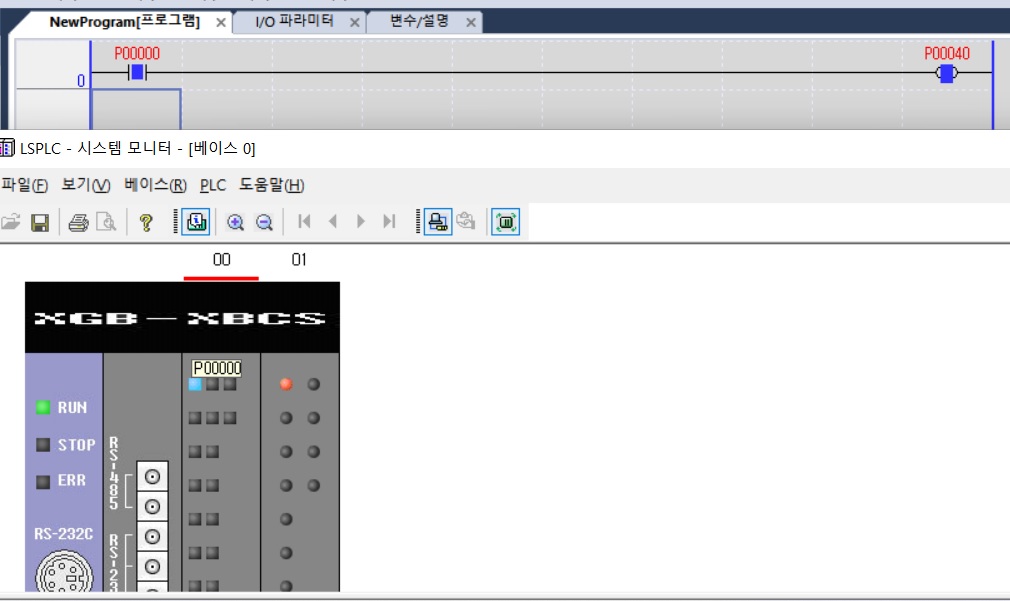 NewProgram[프로그램] × I/O 파라미터 × 변수/설명 ×
P00000 P00040
0
LSPLC - 시스템 모니터 - [베이스 0]
파일(F) 보기(V) 베이스(R) PLC 도움말(H)
00 01
XGB-XBCS
P00000
RUN
STOP
ERR
RS-485
RS-232C
RS-23